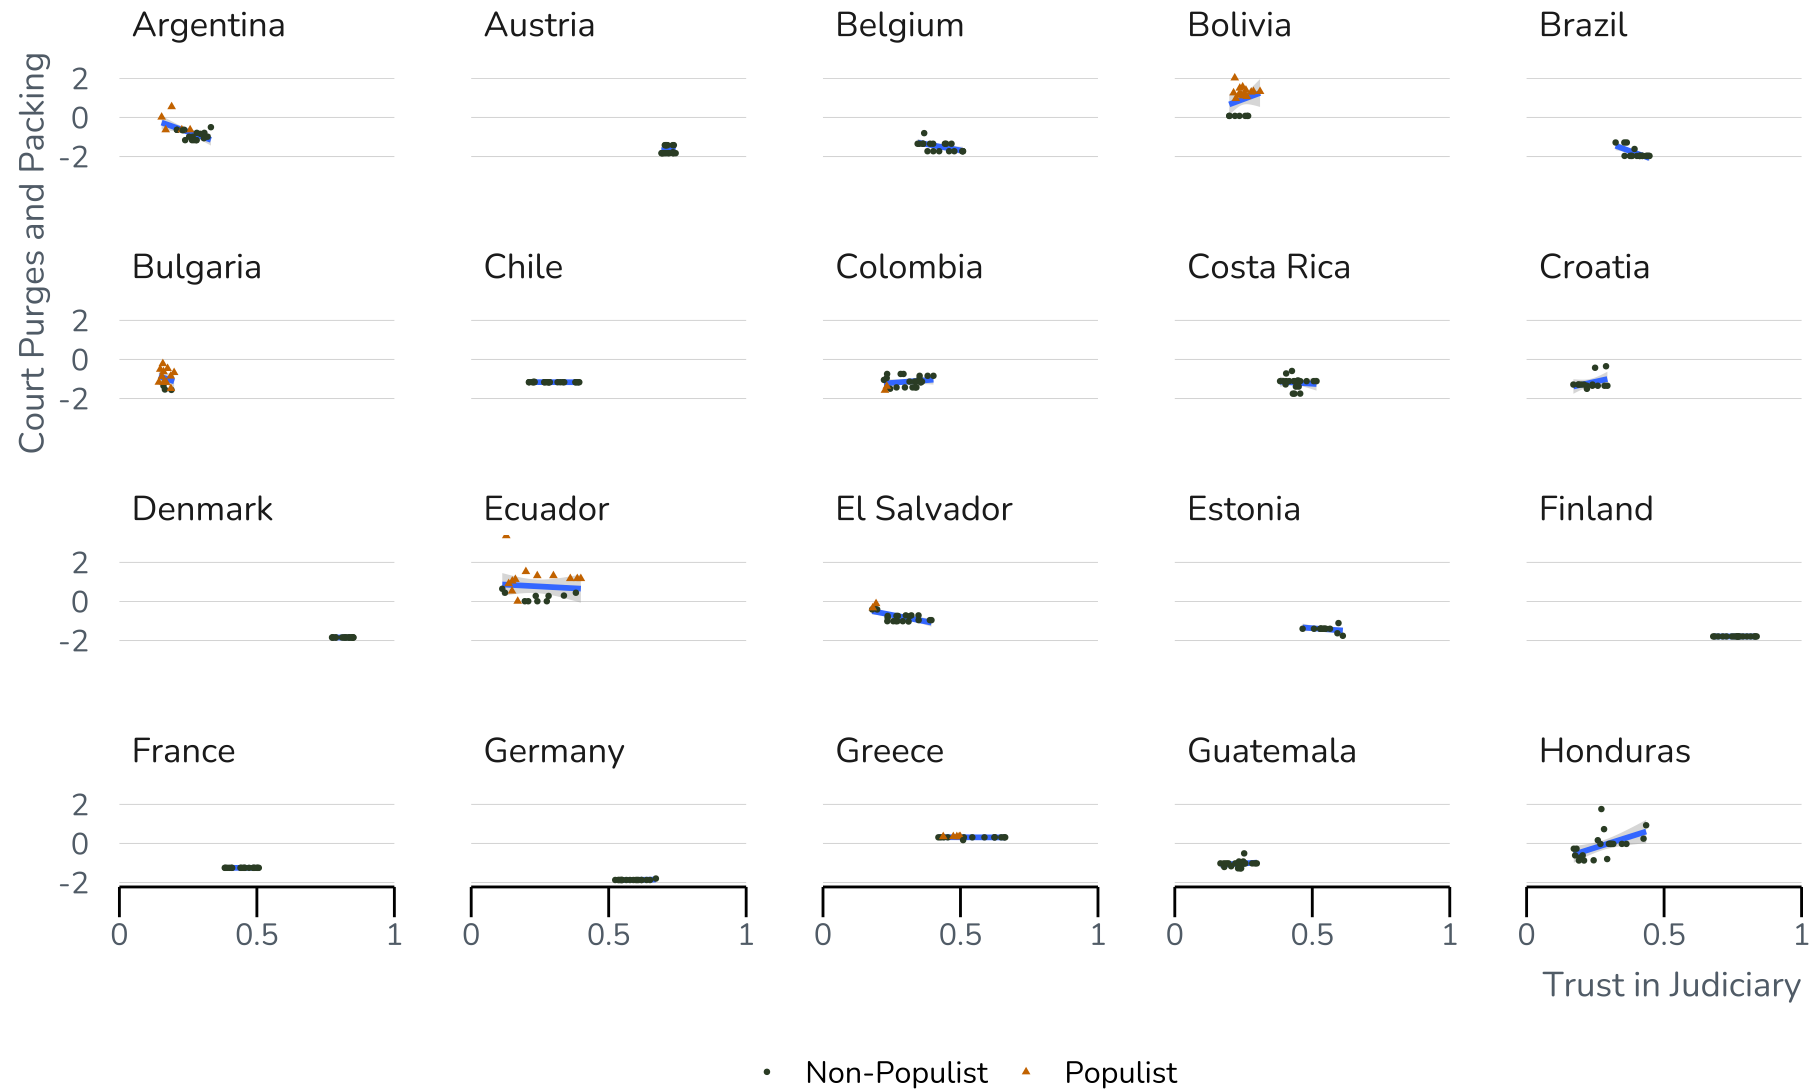 Argentina Austria Belgium Bolivia Brazil
Court Purges and Packing
2
0
-2
Bulgaria Chile Colombia Costa Rica Croatia
2
0
-2
Denmark Ecuador El Salvador Estonia Finland
2
0
-2
France Germany Greece Guatemala Honduras
2
0
-2
0 0.5 1 0 0.5 1 0 0.5 1 0 0.5 1 0 0.5 1
Trust in Judiciary
Non-Populist Populist